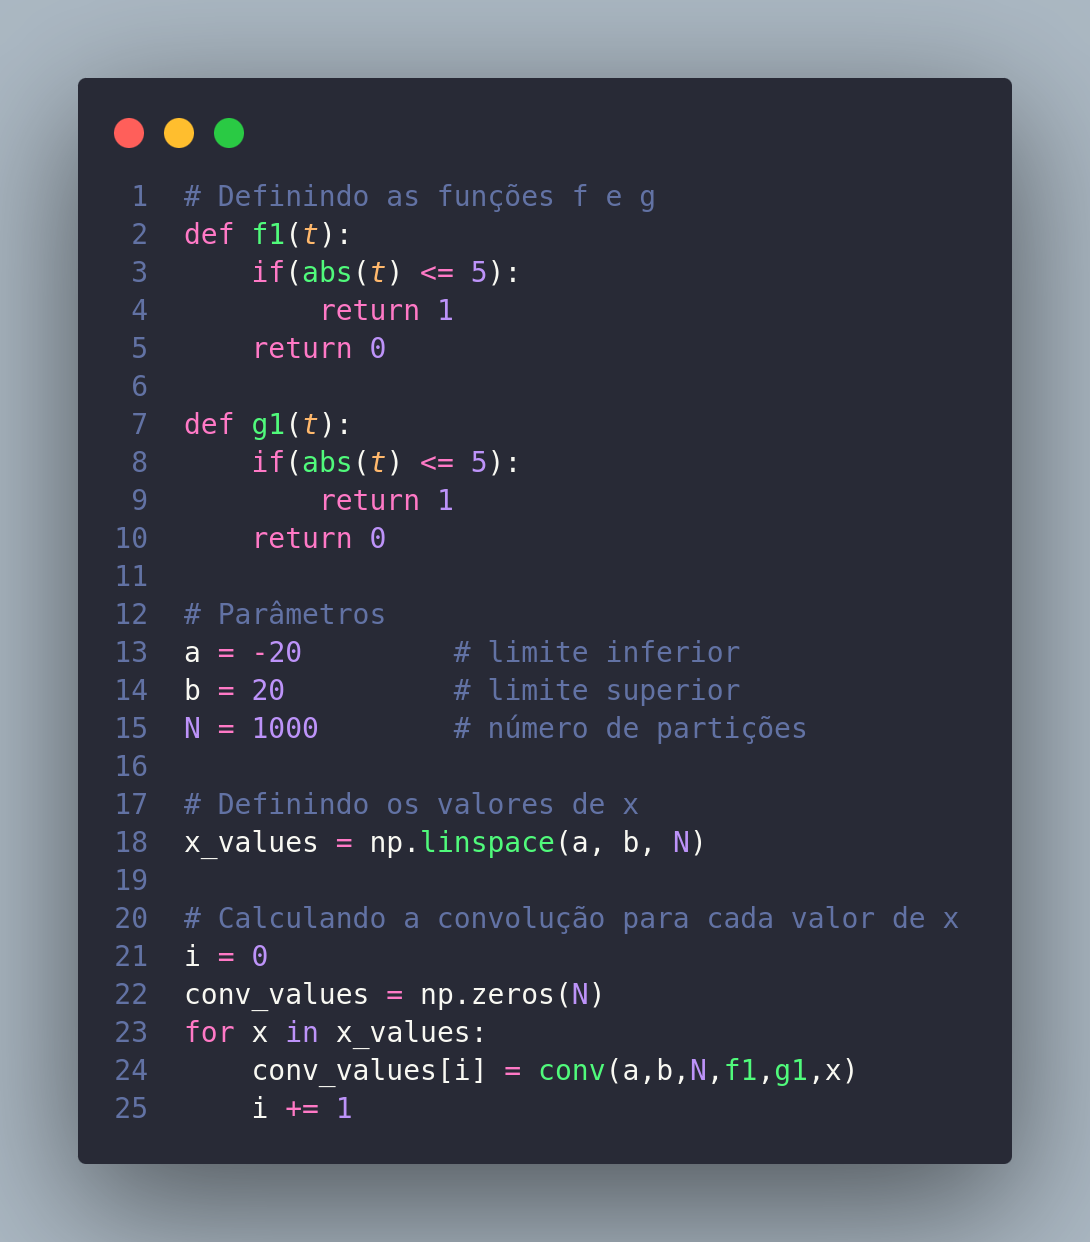 1 # Definindo as funções f e g
2 def f1(t):
3     if(abs(t) <= 5):
4         return 1
5     return 0
6
7 def g1(t):
8     if(abs(t) <= 5):
9         return 1
10     return 0
11
12 # Parâmetros
13 a = -20         # limite inferior
14 b = 20          # limite superior
15 N = 1000        # número de partições
16
17 # Definindo os valores de x
18 x_values = np.linspace(a, b, N)
19
20 # Calculando a convolução para cada valor de x
21 i = 0
22 conv_values = np.zeros(N)
23 for x in x_values:
24     conv_values[i] = conv(a,b,N,f1,g1,x)
25     i += 1